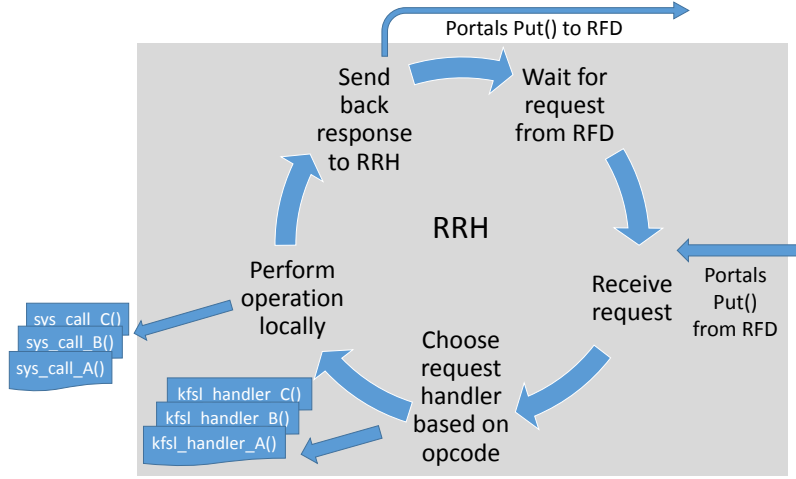 Portals Put() to RFD
Send
back
response
to RRH
Wait for
request
from RFD
RRH
Receive
request
Portals
Put()
from RFD
Choose
request
handler
based on
opcode
Perform
operation
locally
sys_call_C()
sys_call_B()
sys_call_A()
kfsl_handler_C()
kfsl_handler_B()
kfsl_handler_A()